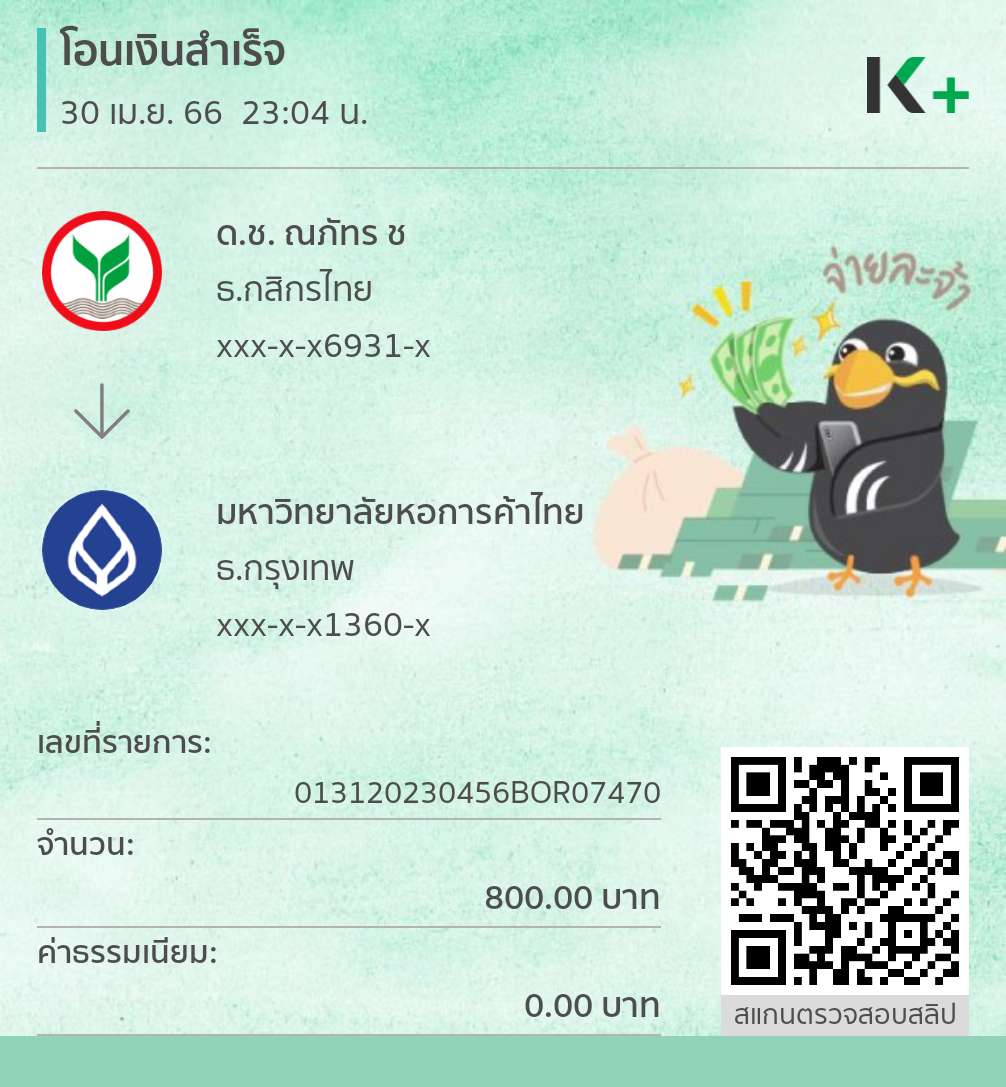 โอนเงินสำเร็จ
30 เม.ย. 66 23:04 น.
K+
ด.ช. ณภัทร ช
ธ.กสิกรไทย
xxx-x-x6931-x
จ่ายละจ้า
มหาวิทยาลัยหอการค้าไทย
ธ.กรุงเทพ
xxx-x-x1360-x
เลขที่รายการ:
013120230456BOR07470
จำนวน:
800.00 บาท
ค่าธรรมเนียม:
0.00 บาท
สแกนตรวจสอบสลิป